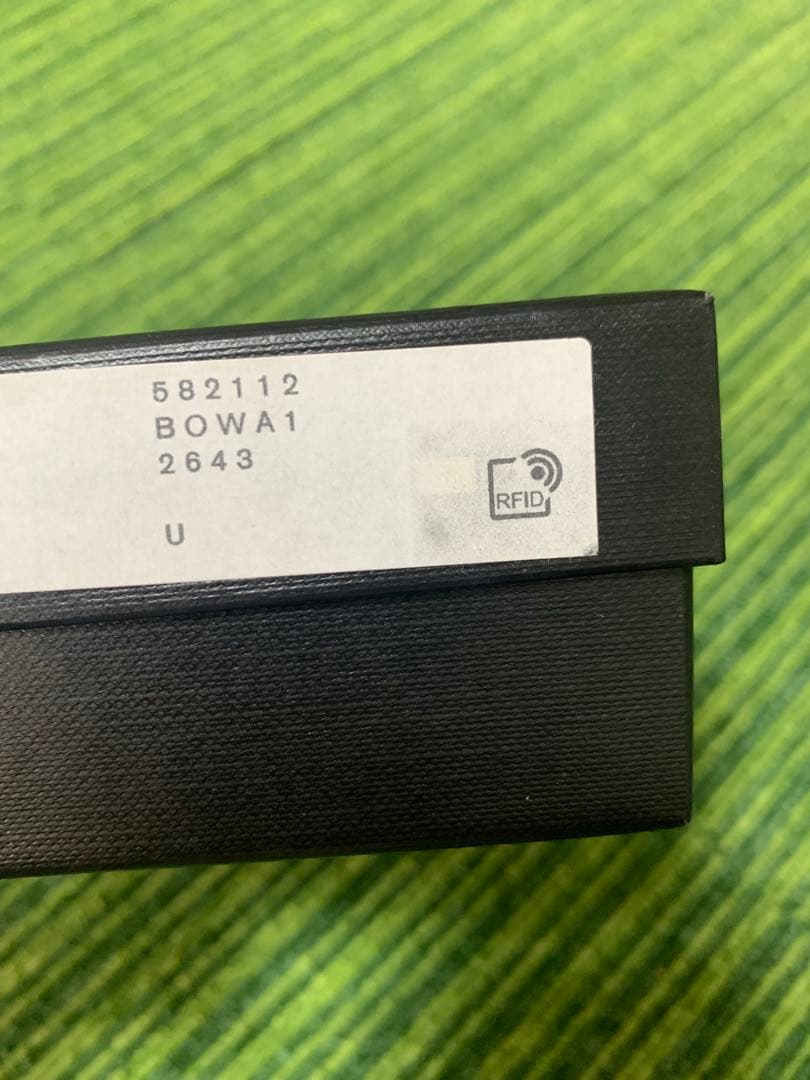 582112
BOWA1
2643
U
RFID